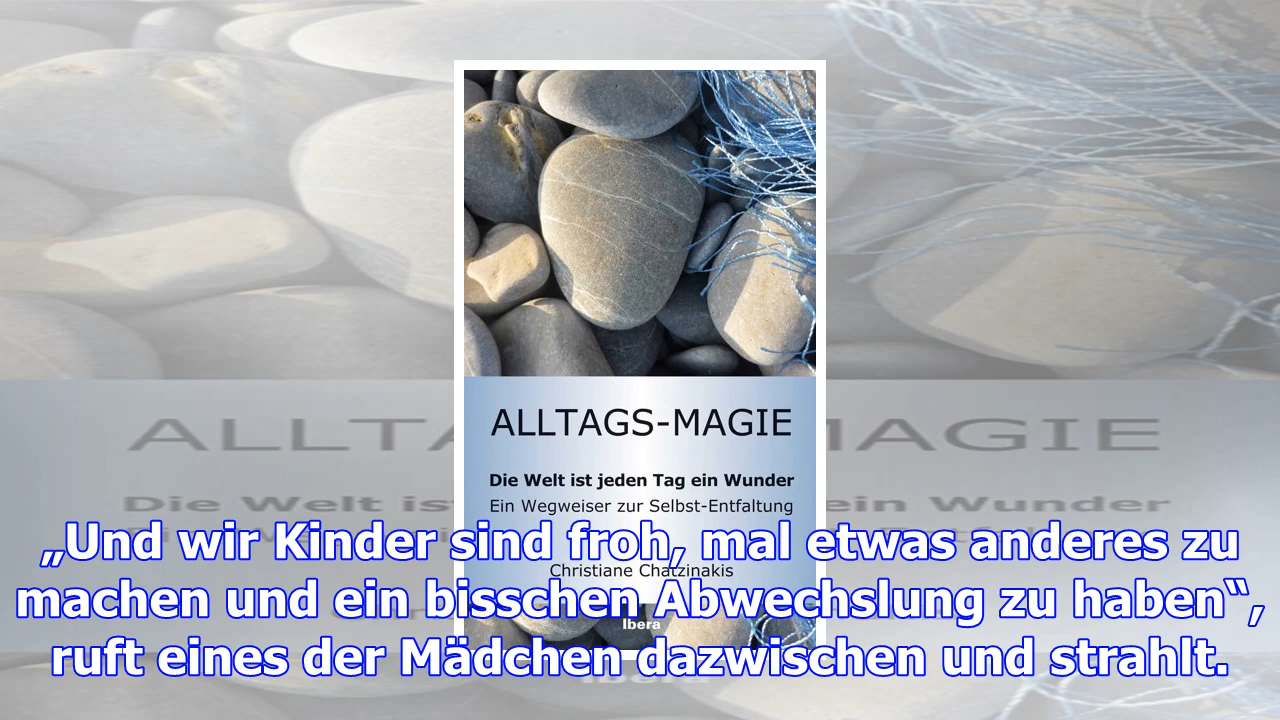 ALLTAGS-MAGIE
Die Welt ist jeden Tag ein Wunder
Ein Wegweiser zur Selbst-Entfaltung
Christiane Chatzinakis
Ibera
„Und wir Kinder sind froh, mal etwas anderes zu
machen und ein bisschen Abwechslung zu haben“,
ruft eines der Mädchen dazwischen und strahlt.